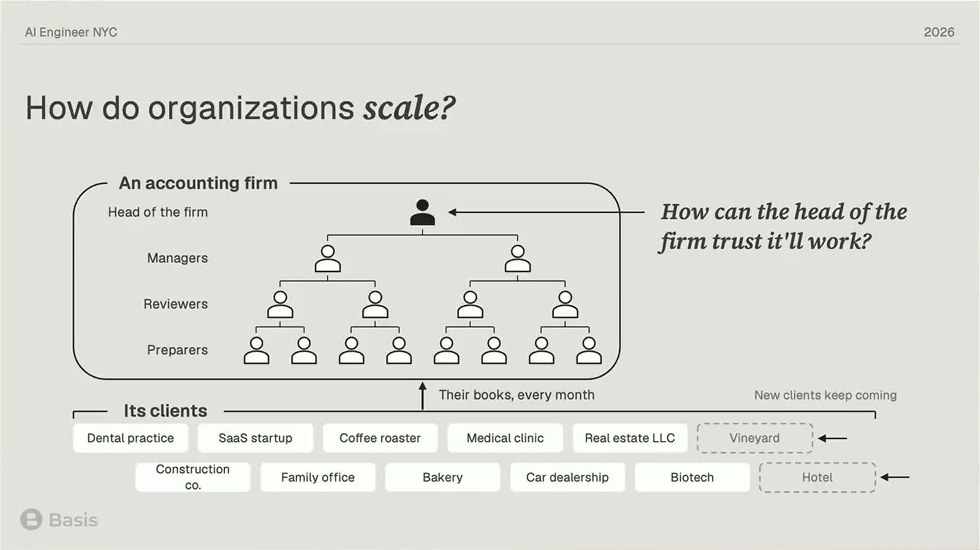 AI Engineer NYC
2026
How do organizations scale?
An accounting firm
Head of the firm
How can the head of the
firm trust it'll work?
Managers
Reviewers
Preparers
Their books, every month
New clients keep coming
Its clients
Dental practice
SaaS startup
Coffee roaster
Medical clinic
Real estate LLC
Vineyard
Construction
co.
Family office
Bakery
Car dealership
Biotech
Hotel
Basis